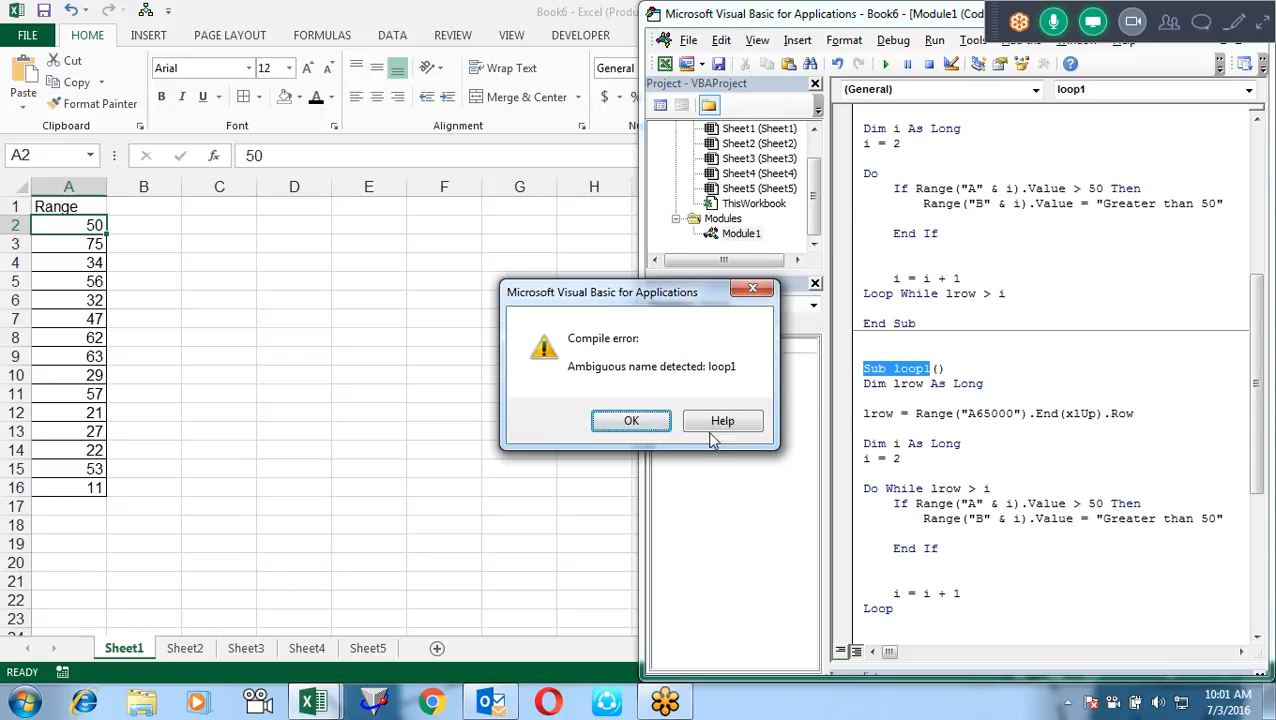 Book6 - Excel (Produ
FILE
HOME
INSERT
PAGE LAYOUT
FORMULAS
DATA
REVIEW
VIEW
DEVELOPER
Paste
Cut
Copy
Format Painter
Clipboard
Arial
12
B I U
A A
A
Font
Wrap Text
Merge & Center
Alignment
General
$ %
A2
fx
50
A B C D E F G H
1 Range
2 50
3 75
4 34
5 56
6 32
7 47
8 62
9 63
10 29
11 57
12 21
13 27
14 22
15 53
16 11
17
18
19
20
21
22
23
Sheet1
Sheet2
Sheet3
Sheet4
Sheet5
READY
Microsoft Visual Basic for Applications - Book6 - [Module1 (Cod
File
Edit
View
Insert
Format
Debug
Run
Project - VBAProject
Sheet1 (Sheet1)
Sheet2 (Sheet2)
Sheet3 (Sheet3)
Sheet4 (Sheet4)
Sheet5 (Sheet5)
ThisWorkbook
Modules
Module1
(General)
loop1
Dim i As Long
i = 2
Do
If Range("A" & i).Value > 50 Then
Range("B" & i).Value = "Greater than 50"
End If
i = i + 1
Loop While lrow > i
End Sub
Sub loop1()
Dim lrow As Long
lrow = Range("A65000").End(xlUp).Row
Dim i As Long
i = 2
Do While lrow > i
If Range("A" & i).Value > 50 Then
Range("B" & i).Value = "Greater than 50"
End If
i = i + 1
Loop
Microsoft Visual Basic for Applications
Compile error:
Ambiguous name detected: loop1
OK
Help
10:01 AM
7/3/2016